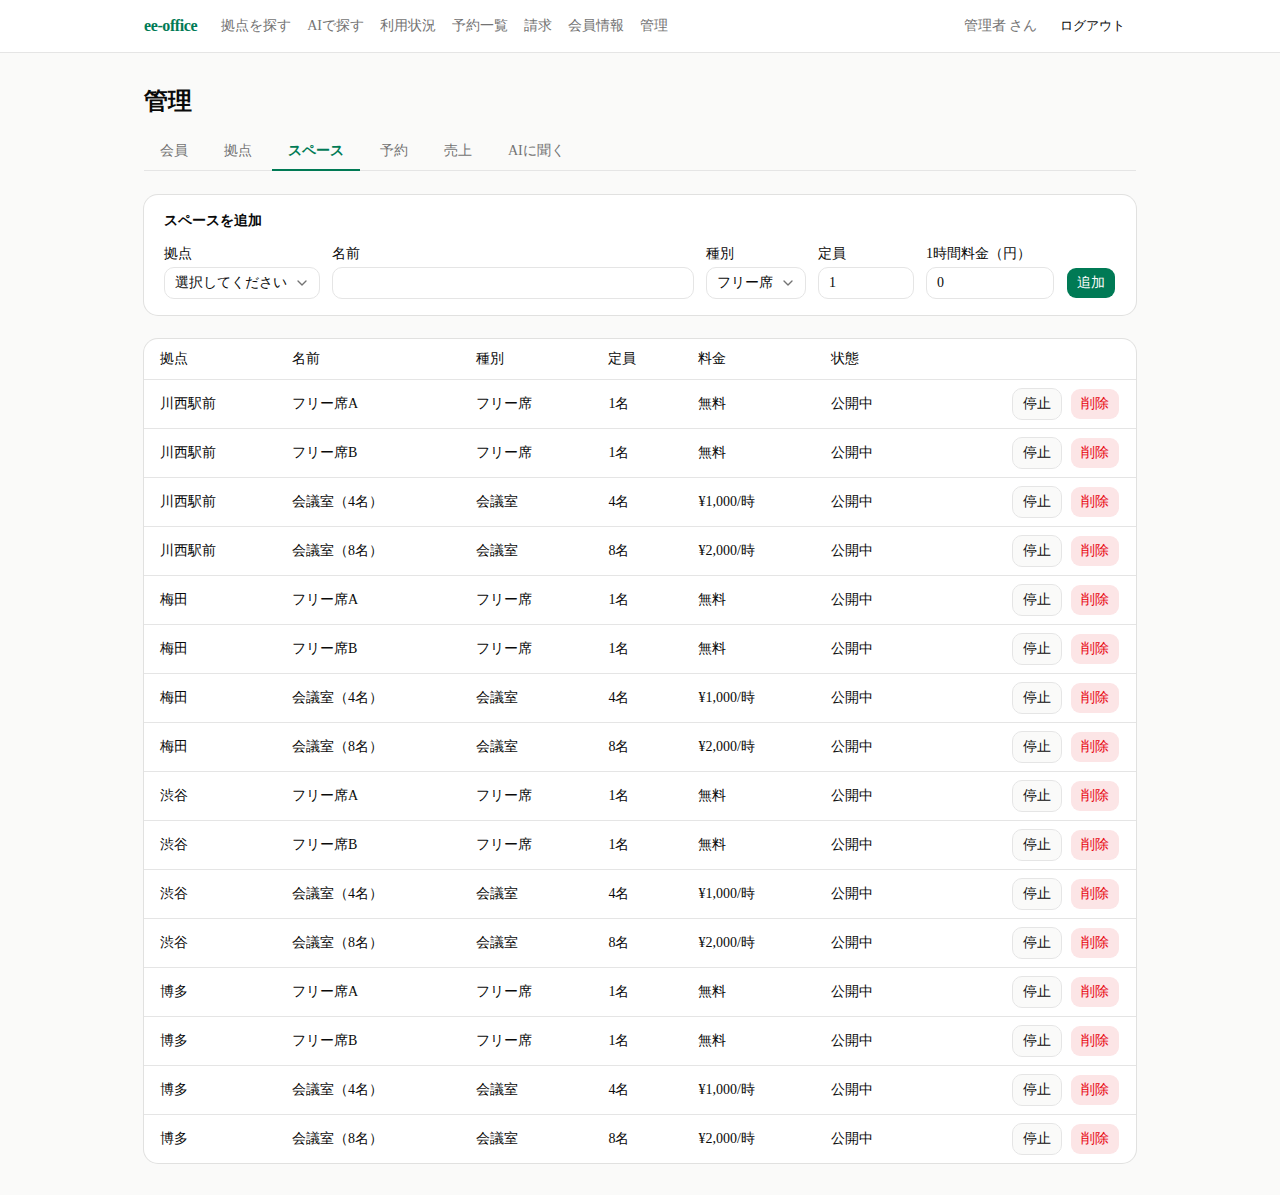 ee-office 拠点を探す AIで探す 利用状況 予約一覧 請求 会員情報 管理 管理者 さん ログアウト
管理
会員 拠点 スペース 予約 売上 AIに聞く
スペースを追加
拠点 名前 種別 定員 1時間料金（円）
選択してください フリー席 1 0 追加
拠点 名前 種別 定員 料金 状態
川西駅前 フリー席A フリー席 1名 無料 公開中 停止 削除
川西駅前 フリー席B フリー席 1名 無料 公開中 停止 削除
川西駅前 会議室（4名） 会議室 4名 ¥1,000/時 公開中 停止 削除
川西駅前 会議室（8名） 会議室 8名 ¥2,000/時 公開中 停止 削除
梅田 フリー席A フリー席 1名 無料 公開中 停止 削除
梅田 フリー席B フリー席 1名 無料 公開中 停止 削除
梅田 会議室（4名） 会議室 4名 ¥1,000/時 公開中 停止 削除
梅田 会議室（8名） 会議室 8名 ¥2,000/時 公開中 停止 削除
渋谷 フリー席A フリー席 1名 無料 公開中 停止 削除
渋谷 フリー席B フリー席 1名 無料 公開中 停止 削除
渋谷 会議室（4名） 会議室 4名 ¥1,000/時 公開中 停止 削除
渋谷 会議室（8名） 会議室 8名 ¥2,000/時 公開中 停止 削除
博多 フリー席A フリー席 1名 無料 公開中 停止 削除
博多 フリー席B フリー席 1名 無料 公開中 停止 削除
博多 会議室（4名） 会議室 4名 ¥1,000/時 公開中 停止 削除
博多 会議室（8名） 会議室 8名 ¥2,000/時 公開中 停止 削除